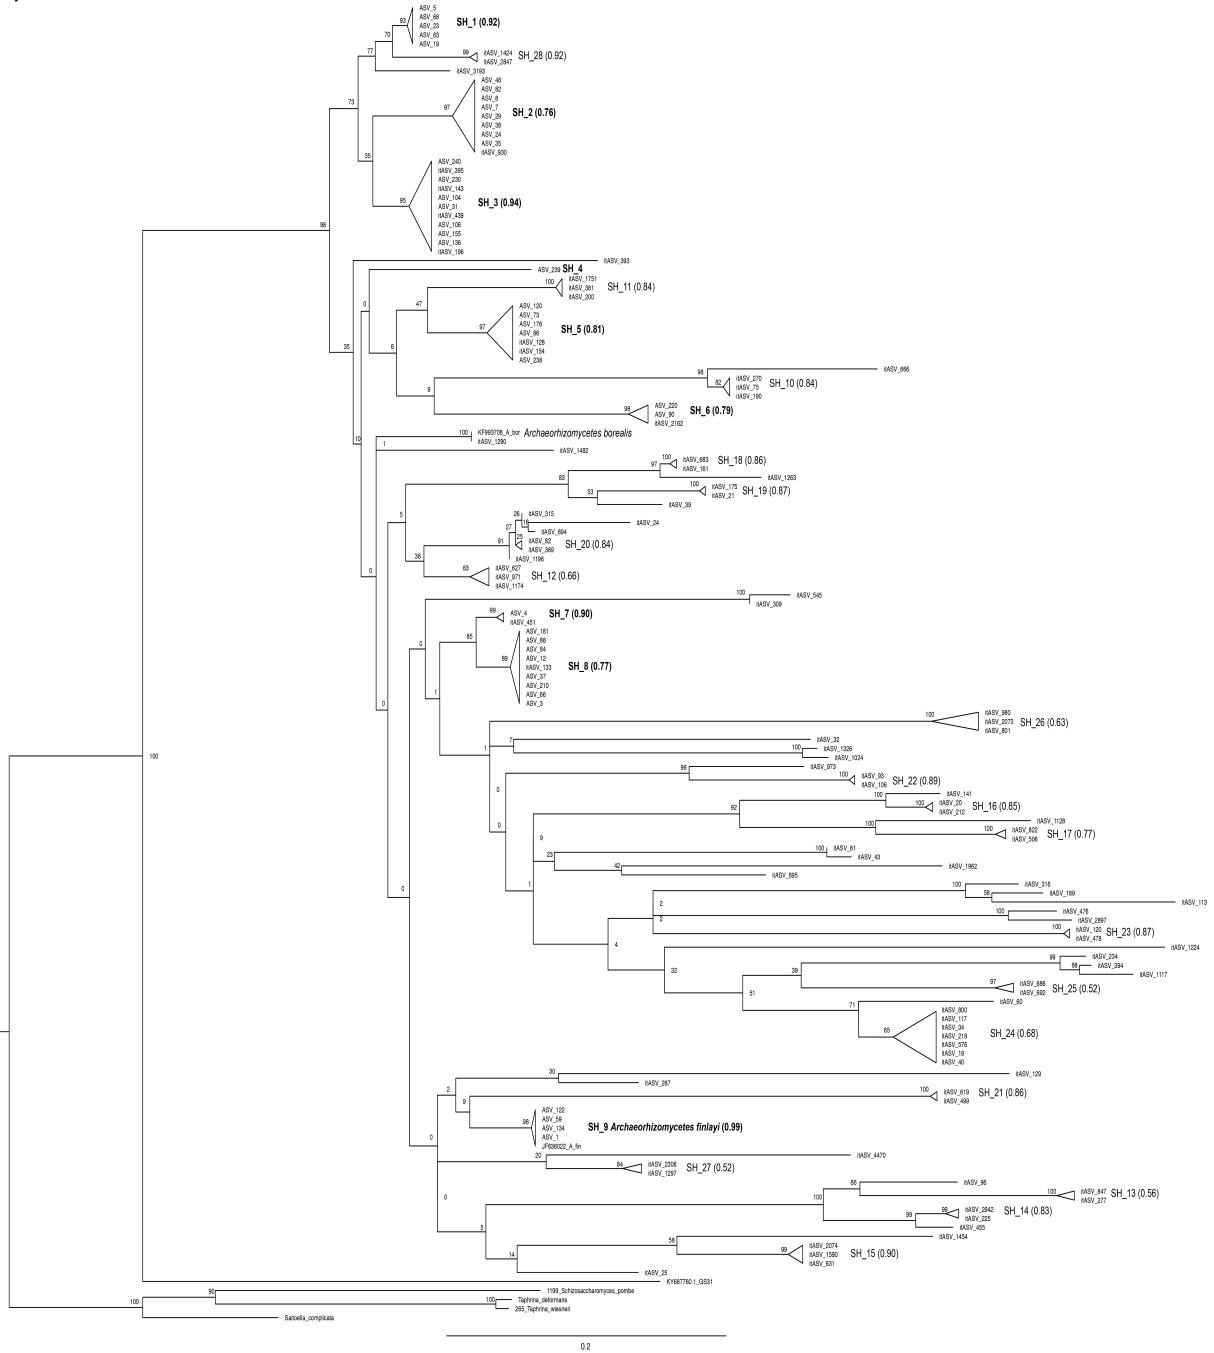 ASV_5
93
ASV_68
SH_1 (0.92)
ASV_23
70
ASV_63
ASV_19
77
99
itASV_1424
SH_28 (0.92)
itASV_2847
itASV_3193
73
ASV_48
ASV_82
ASV_8
97
ASV_7
SH_2 (0.76)
ASV_29
ASV_38
ASV_24
ASV_35
itASV_930
35
ASV_240
itASV_395
ASV_230
itASV_143
95
ASV_104
SH_3 (0.94)
ASV_31
itASV_439
ASV_106
ASV_155
ASV_136
itASV_196
98
itASV_393
ASV_239
SH_4
0
100
itASV_1751
itASV_381
SH_11 (0.84)
itASV_200
47
ASV_120
ASV_73
ASV_176
97
ASV_86
SH_5 (0.81)
itASV_128
itASV_154
ASV_238
35
6
98
itASV_666
82
itASV_270
SH_10 (0.84)
itASV_75
itASV_190
9
98
ASV_220
ASV_90
SH_6 (0.79)
itASV_2162
10
100
KF993708_A_bor
Archaeorhizomycetes borealis
itASV_1290
1
itASV_1482
100
itASV_683
SH_18 (0.86)
97
itASV_161
83
itASV_1263
100
itASV_175
SH_19 (0.87)
53
itASV_21
itASV_39
5
26
itASV_315
16
itASV_24
27
itASV_894
91
25
itASV_82
SH_20 (0.84)
itASV_369
36
itASV_1196
0
83
itASV_627
itASV_971
SH_12 (0.66)
itASV_1174
100
itASV_545
itASV_309
99
ASV_4
SH_7 (0.90)
itASV_451
0
85
ASV_181
ASV_88
ASV_84
ASV_12
89
itASV_133
SH_8 (0.77)
ASV_37
ASV_210
ASV_66
ASV_3
1
0
100
itASV_980
itASV_2073
SH_26 (0.63)
itASV_801
1
7
itASV_32
100
itASV_1326
itASV_1024
100
96
itASV_973
100
itASV_93
SH_22 (0.89)
itASV_106
0
100
itASV_141
92
100
itASV_20
SH_16 (0.85)
itASV_212
0
100
itASV_1128
100
itASV_822
SH_17 (0.77)
itASV_506
9
100
itASV_81
23
itASV_43
42
itASV_1962
itASV_695
1
0
100
itASV_316
58
itASV_189
2
itASV_113
2
100
itASV_476
itASV_2897
100
itASV_120
SH_23 (0.87)
itASV_478
4
itASV_1224
99
itASV_234
68
itASV_394
32
39
itASV_1117
97
itASV_686
SH_25 (0.52)
itASV_692
51
71
itASV_60
itASV_800
itASV_117
itASV_34
65
itASV_218
SH_24 (0.68)
itASV_576
itASV_18
itASV_40
30
itASV_129
itASV_287
2
100
itASV_619
SH_21 (0.86)
itASV_499
9
ASV_122
98
ASV_59
ASV_134
SH_9 Archaeorhizomycetes finlayi (0.99)
ASV_1
JF836022_A_fin
0
20
itASV_4470
84
itASV_2308
SH_27 (0.52)
itASV_1297
86
itASV_96
0
100
100
itASV_847
SH_13 (0.56)
itASV_277
99
99
itASV_2942
SH_14 (0.83)
itASV_225
itASV_455
5
58
itASV_1454
14
99
itASV_2074
itASV_1590
SH_15 (0.90)
itASV_631
itASV_25
KY687760.1_GS31
90
1199_Schizosaccharomyces_pombe
100
100
Taphrina_deformans
265_Taphrina_wiesneri
Saitoella_complicata
0.2